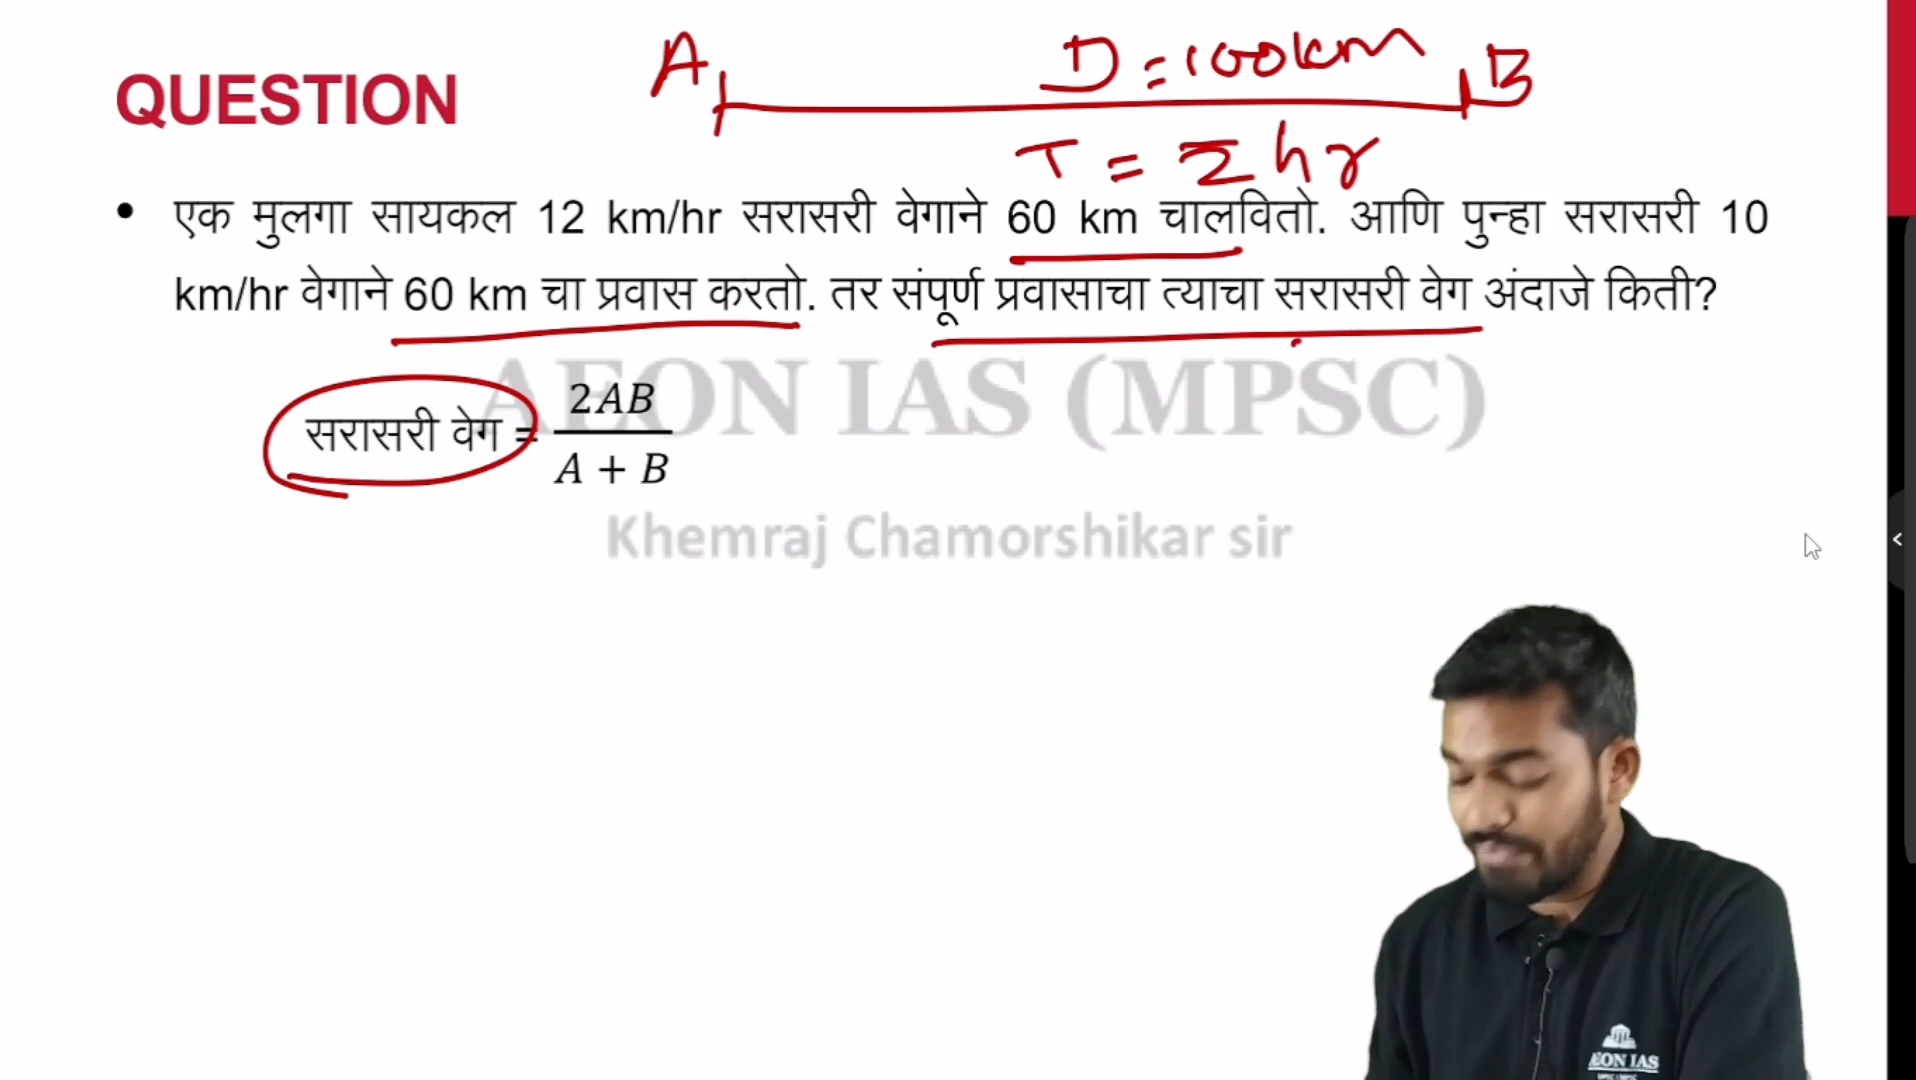 A D = 100km B
QUESTION
T = 2 hr
• एक मुलगा सायकल 12 km/hr सरासरी वेगाने 60 km चालवितो. आणि पुन्हा सरासरी 10
km/hr वेगाने 60 km चा प्रवास करतो. तर संपूर्ण प्रवासाचा त्याचा सरासरी वेग अंदाजे किती?
AEON IAS (MPSC)
सरासरी वेग = 2AB
A + B
Khemraj Chamorshikar sir
<
AEON IAS